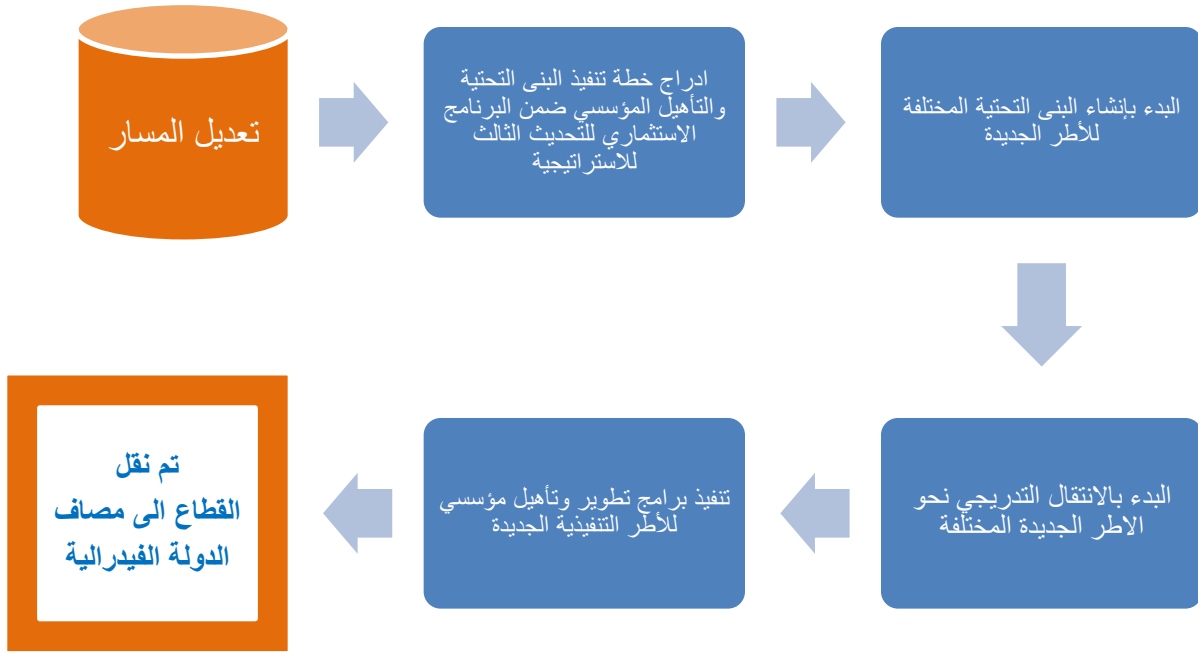 تعديل المسار
ادراج خطة تنفيذ البنى التحتية
والتأهيل المؤسسي ضمن البرنامج
الاستثماري للتحديث الثالث
للاستراتيجية
البدء بإنشاء البنى التحتية المختلفة
للأطر الجديدة
البدء بالانتقال التدريجي نحو
الاطر الجديدة المختلفة
تنفيذ برامج تطوير وتأهيل مؤسسي
للأطر التنفيذية الجديدة
تم نقل
القطاع الى مصاف
الدولة الفيدرالية